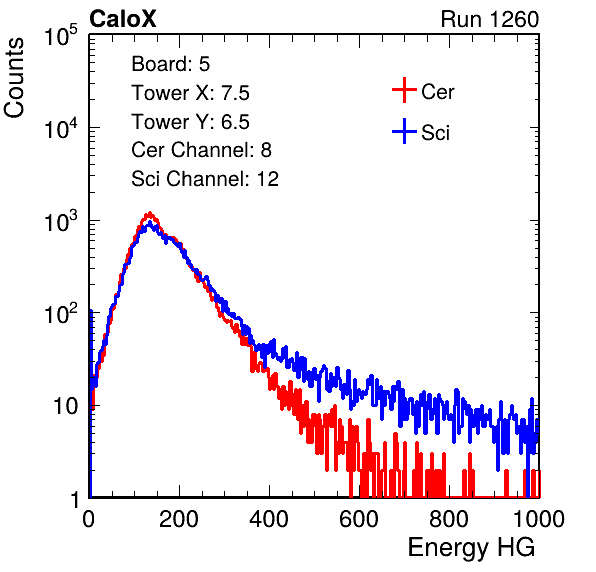 CaloX Run 1260
Counts
Board: 5
Tower X: 7.5
Tower Y: 6.5
Cer Channel: 8
Sci Channel: 12
Cer
Sci
10^5
10^4
10^3
10^2
10
1
0 200 400 600 800 1000
Energy HG